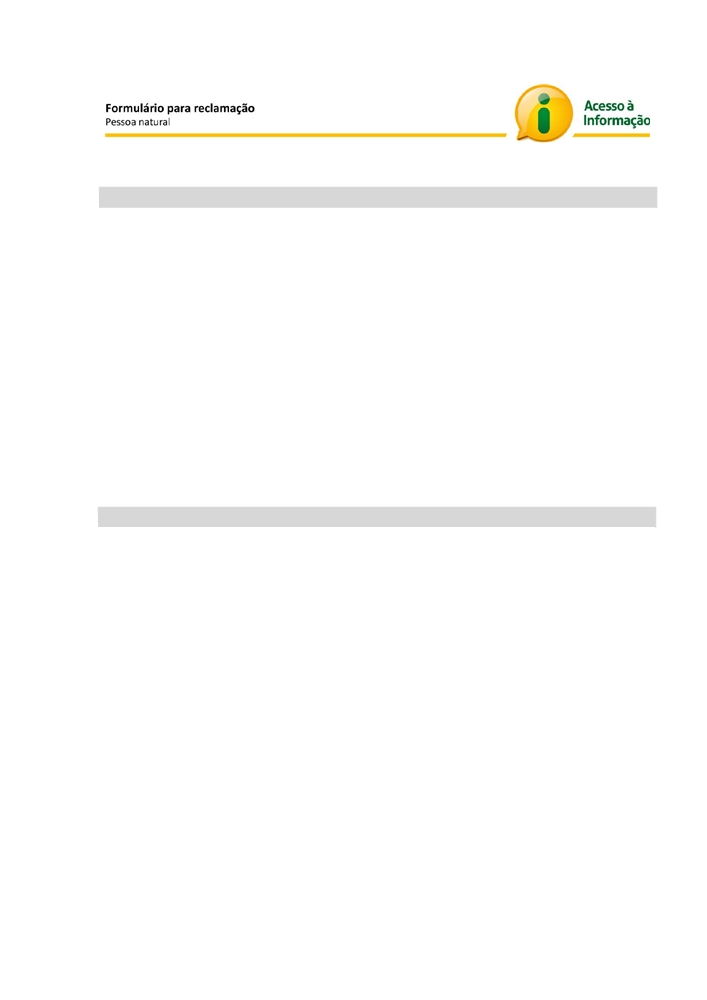 Formulário para reclamação
Pessoa natural
Acesso à
Informação